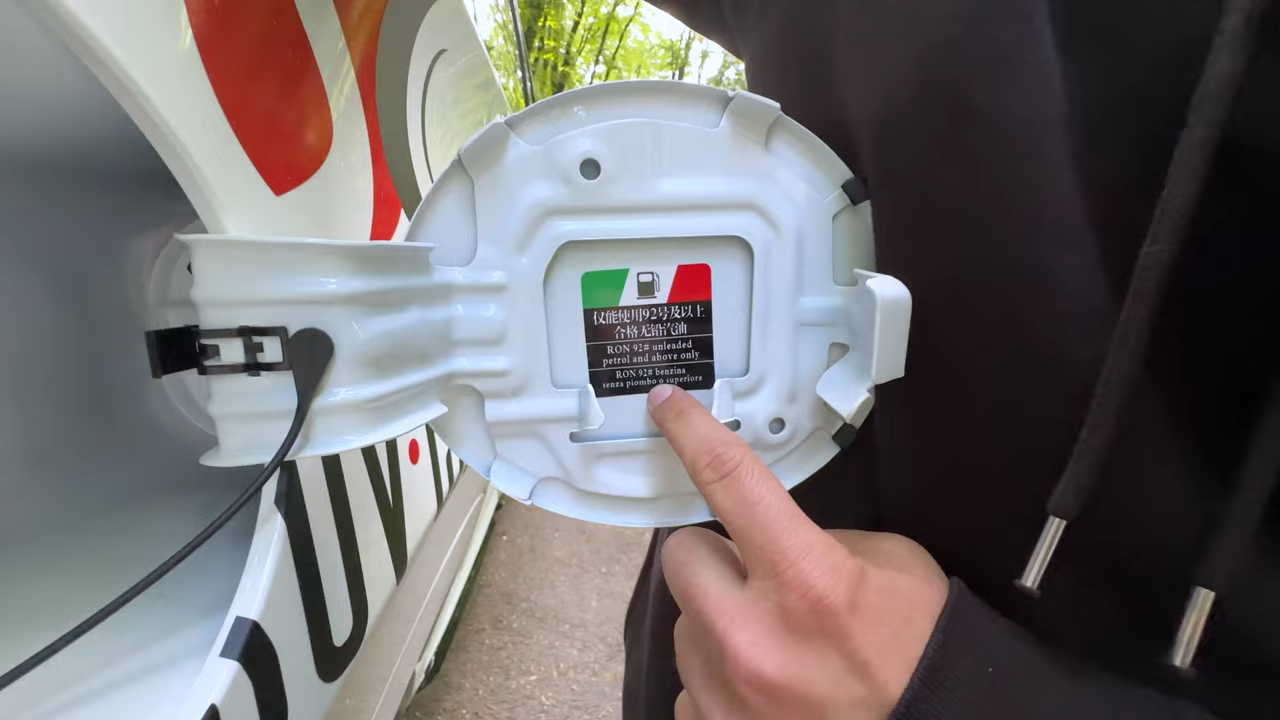 仅能使用92号及以上
合格无铅汽油
RON 92# unleaded
petrol and above only
RON 92# benzina
senza piombo o superiore